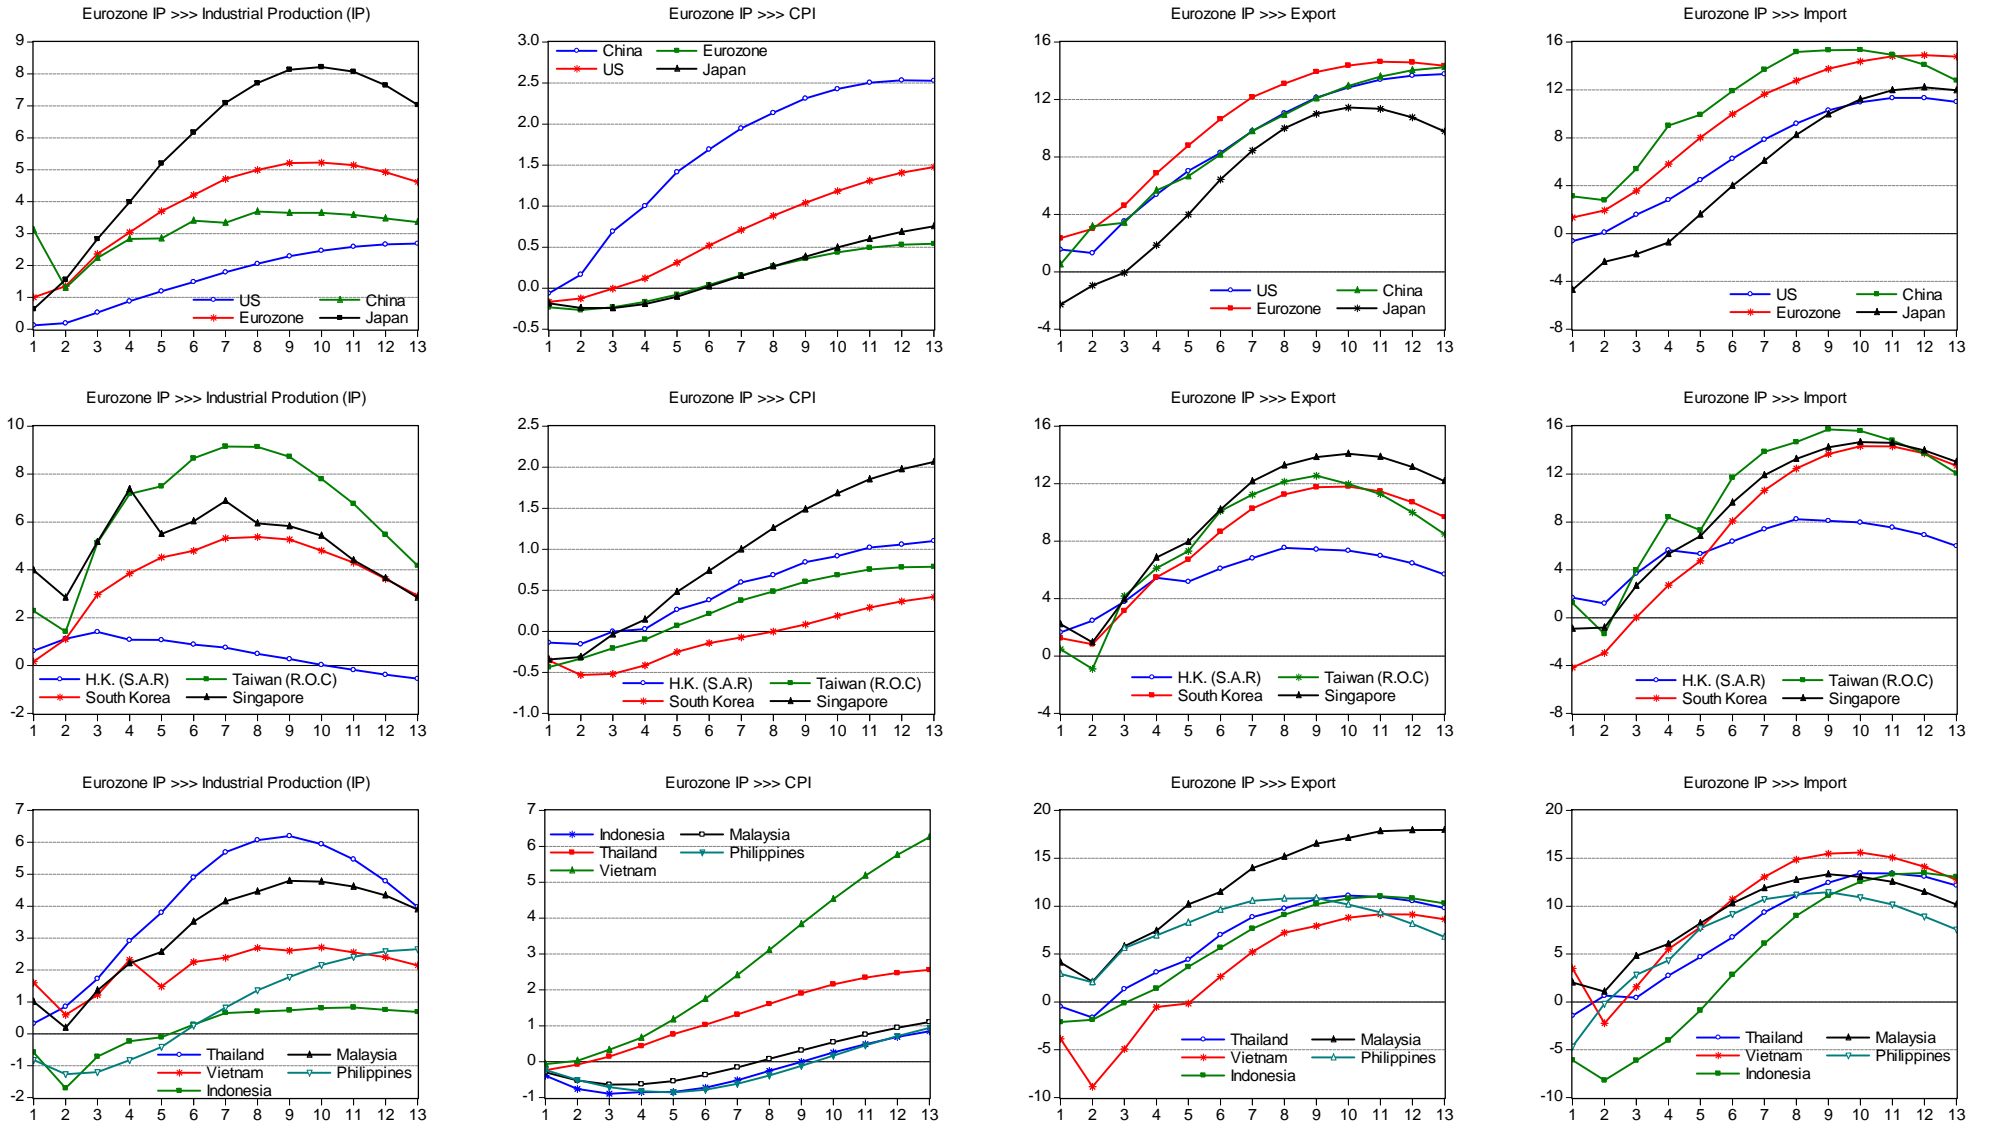 Eurozone IP >>> Industrial Production (IP)
9
8
7
6
5
4
3
2
1
0
US China
Eurozone Japan
1 2 3 4 5 6 7 8 9 10 11 12 13
Eurozone IP >>> CPI
3.0
2.5
2.0
1.5
1.0
0.5
0.0
-0.5
China Eurozone
US Japan
1 2 3 4 5 6 7 8 9 10 11 12 13
Eurozone IP >>> Export
16
12
8
4
0
-4
US China
Eurozone Japan
1 2 3 4 5 6 7 8 9 10 11 12 13
Eurozone IP >>> Import
16
12
8
4
0
-4
-8
US China
Eurozone Japan
1 2 3 4 5 6 7 8 9 10 11 12 13
Eurozone IP >>> Industrial Prodution (IP)
10
8
6
4
2
0
-2
H.K. (S.A.R) Taiwan (R.O.C)
South Korea Singapore
1 2 3 4 5 6 7 8 9 10 11 12 13
Eurozone IP >>> CPI
2.5
2.0
1.5
1.0
0.5
0.0
-0.5
-1.0
H.K. (S.A.R) Taiwan (R.O.C)
South Korea Singapore
1 2 3 4 5 6 7 8 9 10 11 12 13
Eurozone IP >>> Export
16
12
8
4
0
-4
H.K. (S.A.R) Taiwan (R.O.C)
South Korea Singapore
1 2 3 4 5 6 7 8 9 10 11 12 13
Eurozone IP >>> Import
16
12
8
4
0
-4
-8
H.K. (S.A.R) Taiwan (R.O.C)
South Korea Singapore
1 2 3 4 5 6 7 8 9 10 11 12 13
Eurozone IP >>> Industrial Production (IP)
7
6
5
4
3
2
1
0
-1
-2
Thailand Malaysia
Vietnam Philippines
Indonesia
1 2 3 4 5 6 7 8 9 10 11 12 13
Eurozone IP >>> CPI
7
6
5
4
3
2
1
0
-1
Indonesia Malaysia
Thailand Philippines
Vietnam
1 2 3 4 5 6 7 8 9 10 11 12 13
Eurozone IP >>> Export
20
15
10
5
0
-5
-10
Thailand Malaysia
Vietnam Philippines
Indonesia
1 2 3 4 5 6 7 8 9 10 11 12 13
Eurozone IP >>> Import
20
15
10
5
0
-5
-10
Thailand Malaysia
Vietnam Philippines
Indonesia
1 2 3 4 5 6 7 8 9 10 11 12 13